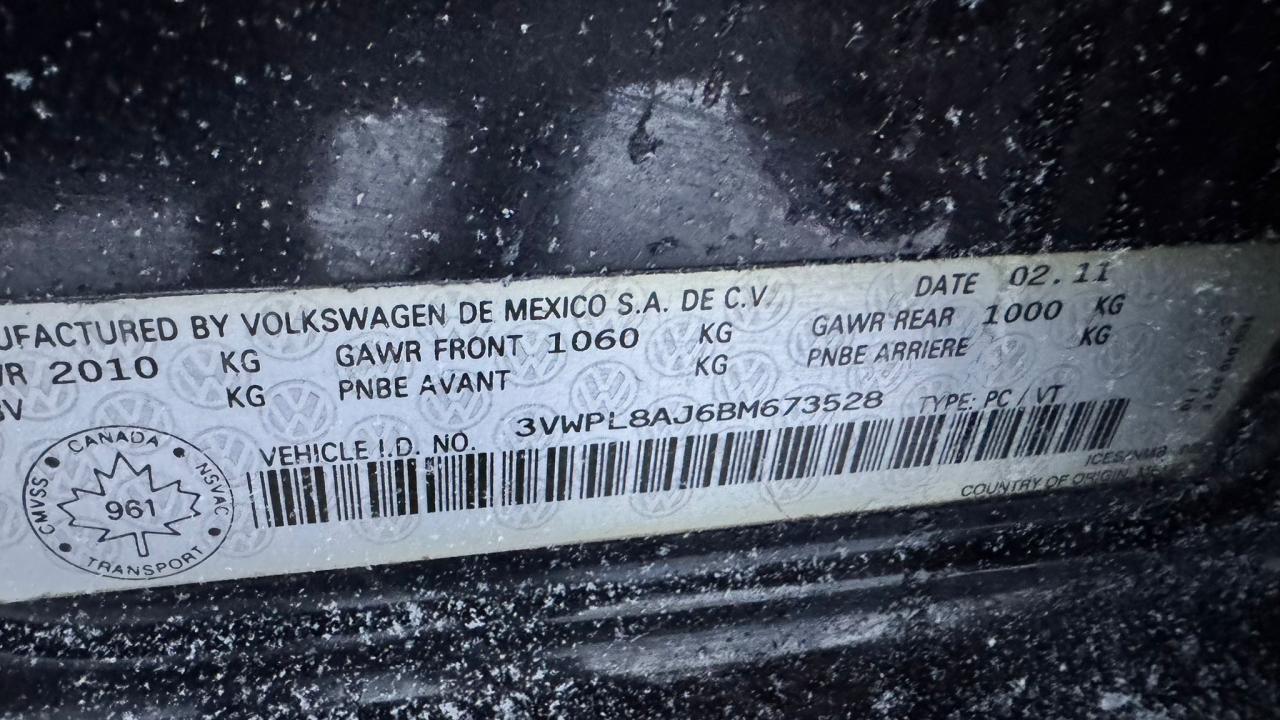 UFACTURED BY VOLKSWAGEN DE MEXICO S.A. DE C.V. DATE 02.11
VR 2010 KG GAWR FRONT 1060 KG GAWR REAR 1000 KG
BV KG PNBE AVANT KG PNBE ARRIERE KG
VEHICLE I.D. NO. 3VWPL8AJ6BM673528 TYPE: PC / VT
CANADA
CMVSS
NSVAC
961
TRANSPORT
COUNTRY OF ORIGIN